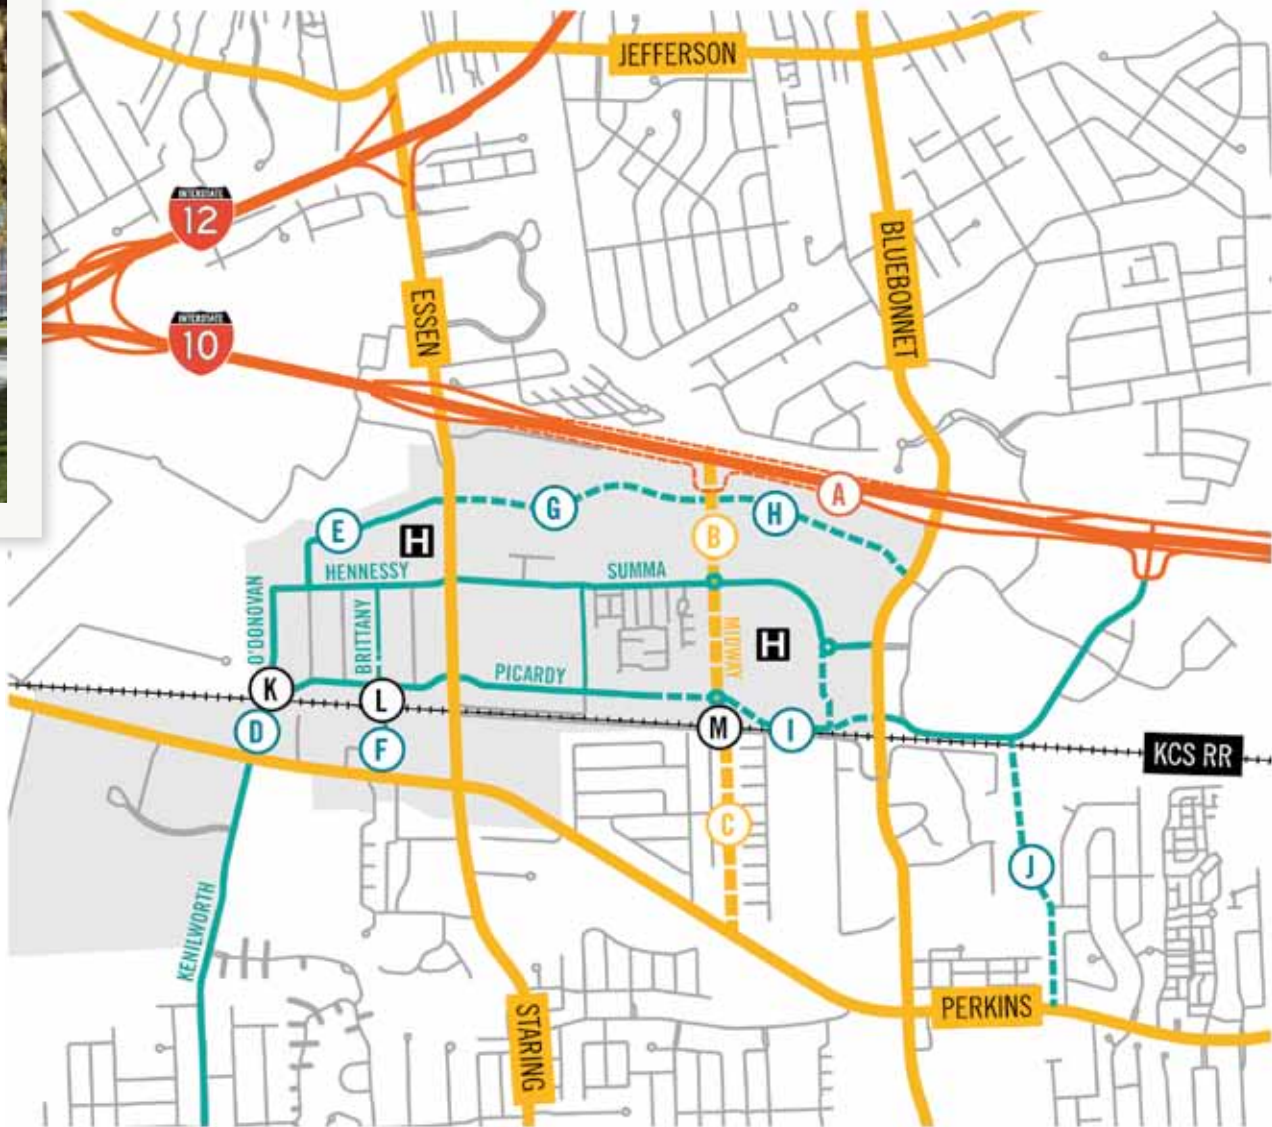 JEFFERSON
INTERSTATE
12
BLUEBONNET
ESSEN
INTERSTATE
10
A
G
H
E
B
H
HENNESSY
SUMMA
O'DONOVAN
BRITTANY
MIDWAY
H
PICARDY
K
L
D
F
M
I
KCS RR
C
J
KENILWORTH
PERKINS
STARING